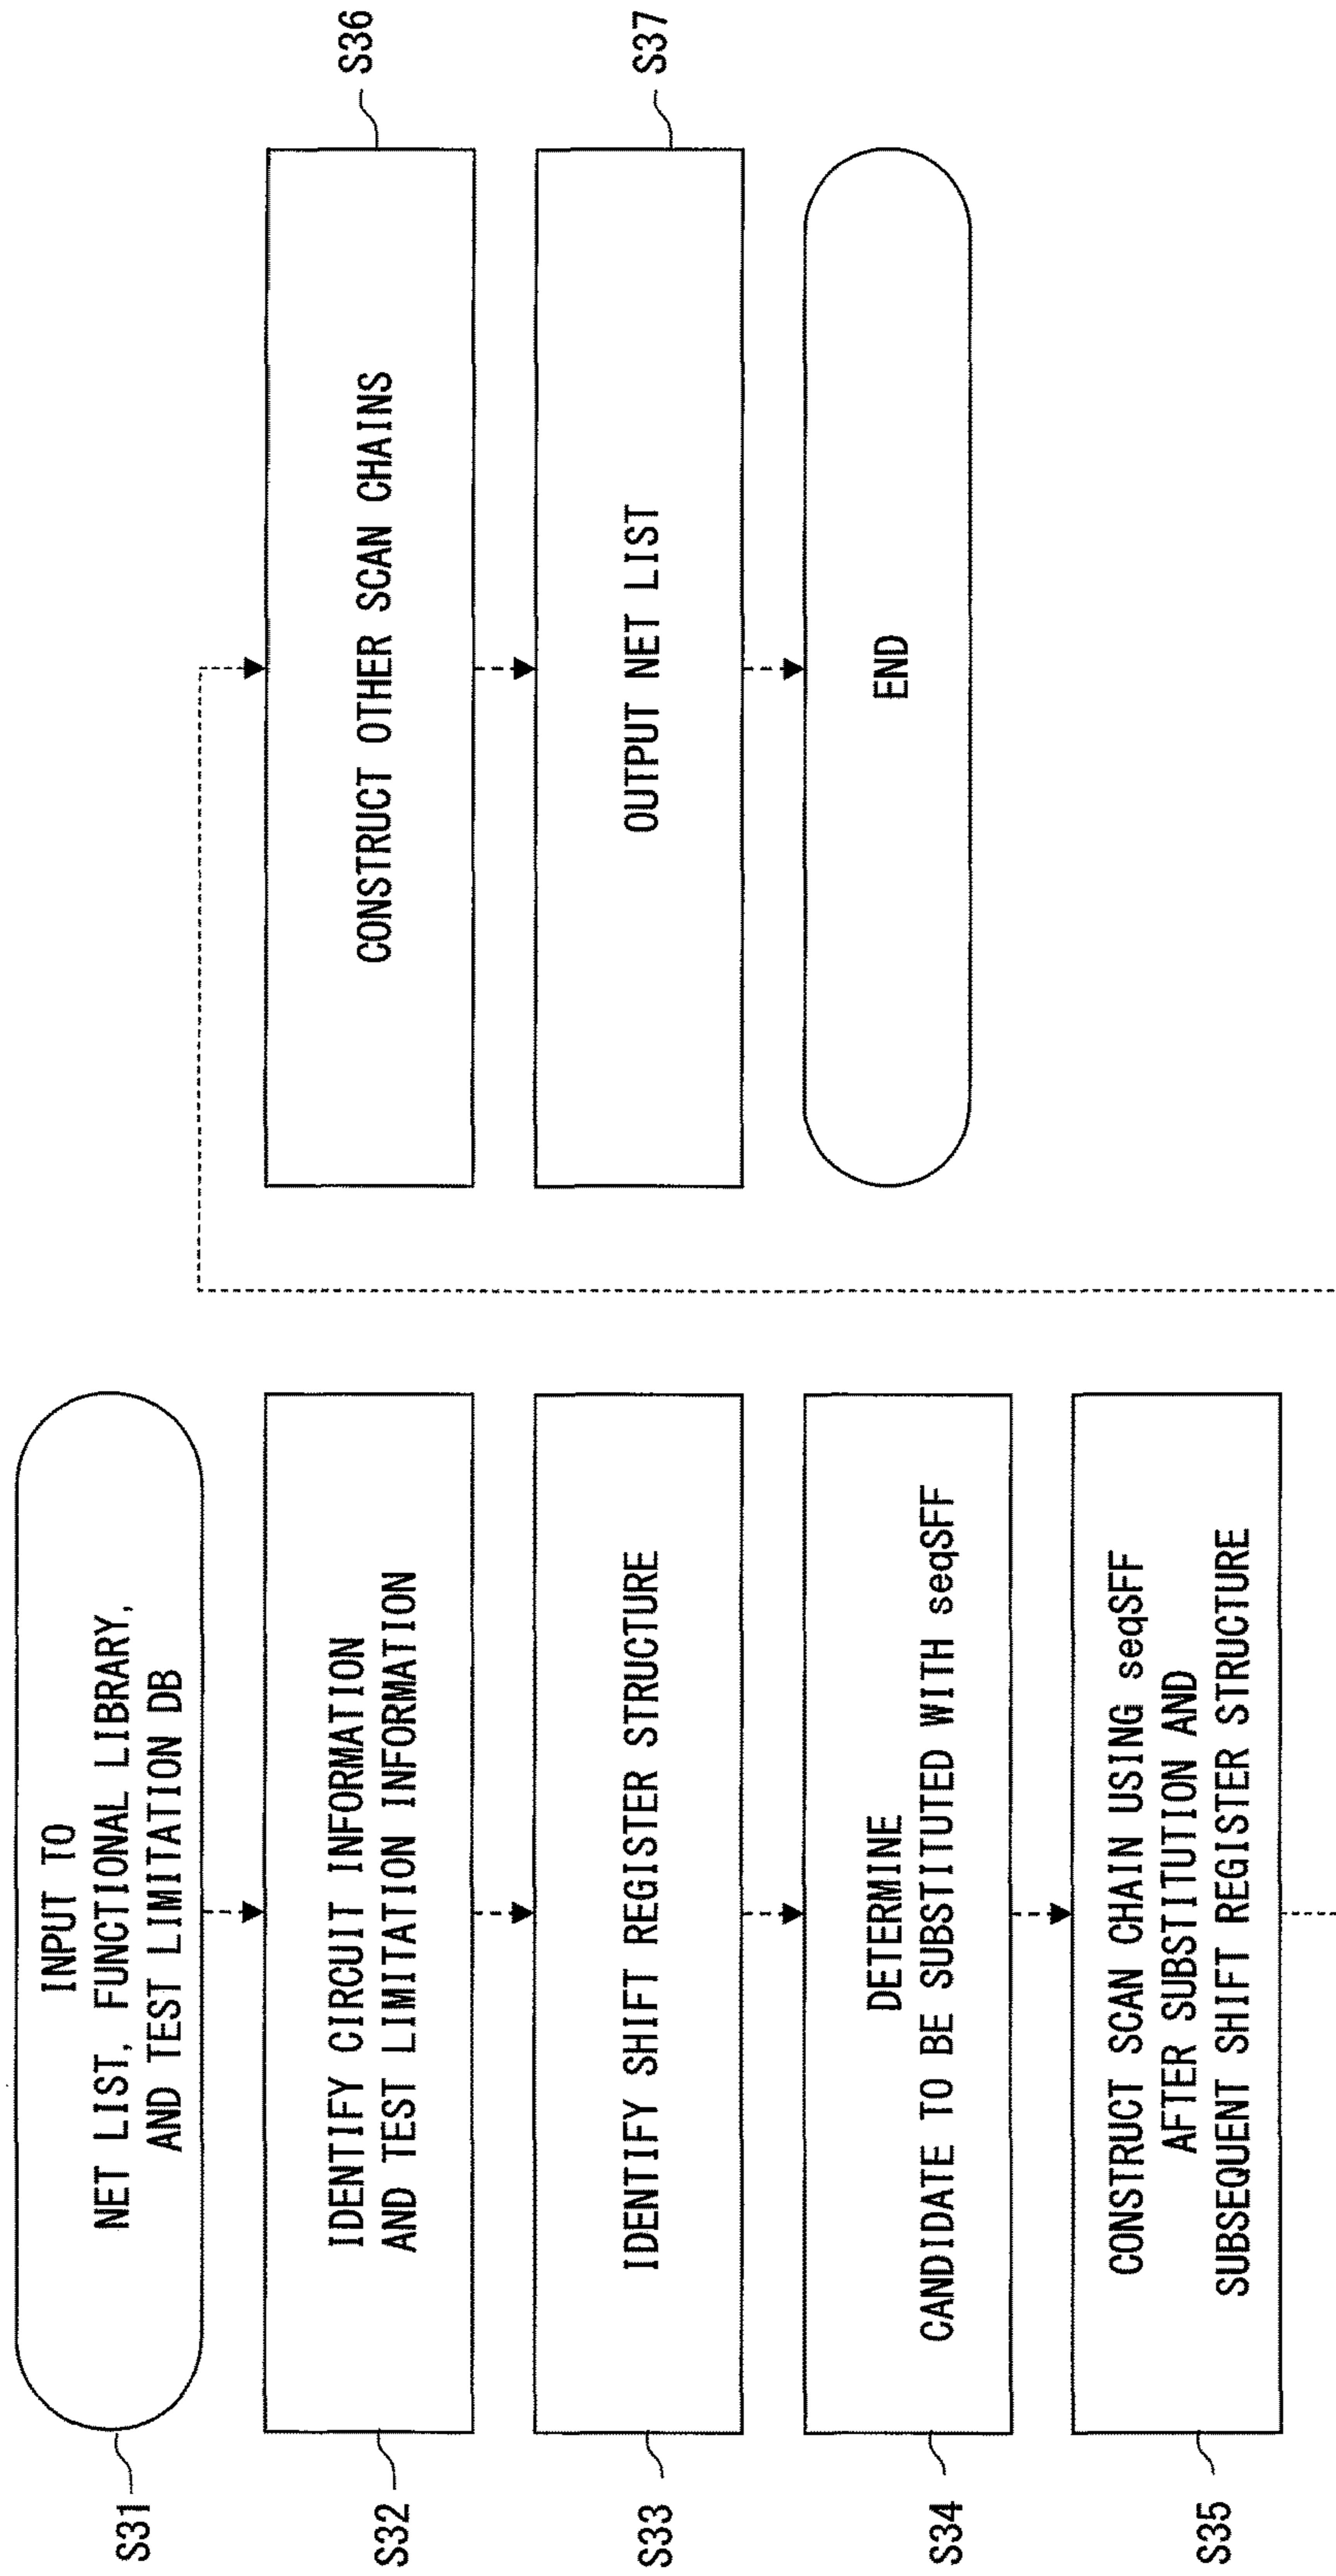 S31
INPUT TO
NET LIST, FUNCTIONAL LIBRARY,
AND TEST LIMITATION DB
S32
IDENTIFY CIRCUIT INFORMATION
AND TEST LIMITATION INFORMATION
S33
IDENTIFY SHIFT REGISTER STRUCTURE
S34
DETERMINE
CANDIDATE TO BE SUBSTITUTED WITH seqSFF
S35
CONSTRUCT SCAN CHAIN USING seqSFF
AFTER SUBSTITUTION AND
SUBSEQUENT SHIFT REGISTER STRUCTURE
CONSTRUCT OTHER SCAN CHAINS
S36
OUTPUT NET LIST
S37
END